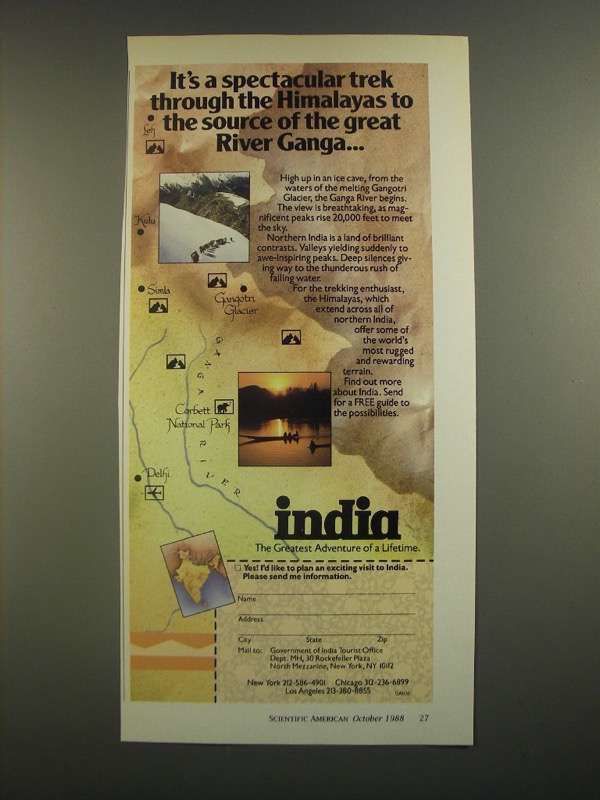 It's a spectacular trek
through the Himalayas to
the source of the great
River Ganga...
Leh
High up in an ice cave, from the
waters of the melting Gangotri
Glacier, the Ganga River begins.
The view is breathtaking, as mag-
nificent peaks rise 20,000 feet to meet
the sky.
Northern India is a land of brilliant
contrasts. Valleys yielding suddenly to
awe-inspiring peaks. Deep silences giv-
ing way to the thunderous rush of
falling water.
For the trekking enthusiast,
the Himalayas, which
extend across all of
northern India,
offer some of
the world's
most rugged
and rewarding
terrain.
Find out more
about India. Send
for a FREE guide to
the possibilities.
Kulu
Simla
Gangotri
Glacier
GANGA RIVER
Corbett
National Park
Delhi
india
The Greatest Adventure of a Lifetime.
Yes! I'd like to plan an exciting visit to India.
Please send me information.
Name
Address
City State Zip
Mail to: Government of India Tourist Office
Dept. MH, 30 Rockefeller Plaza
North Mezzanine, New York, NY 10112
New York 212-586-4901 Chicago 312-236-6899
Los Angeles 213-380-8855
SCIENTIFIC AMERICAN October 1988 27